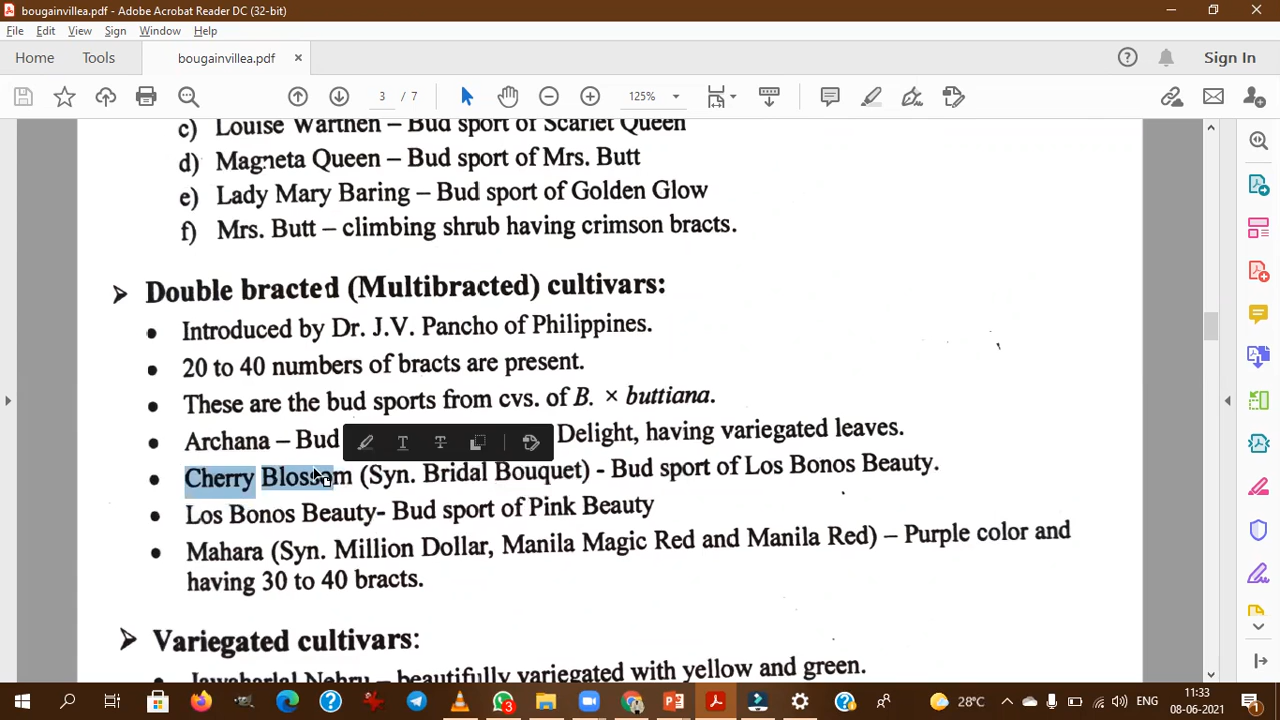 bougainvillea.pdf - Adobe Acrobat Reader DC (32-bit)
File Edit View Sign Window Help
Home Tools bougainvillea.pdf × Sign In
3 / 7 125%
c) Louise Warthen – Bud sport of Scarlet Queen
d) Magneta Queen – Bud sport of Mrs. Butt
e) Lady Mary Baring – Bud sport of Golden Glow
f) Mrs. Butt – climbing shrub having crimson bracts.
➢ Double bracted (Multibracted) cultivars:
• Introduced by Dr. J.V. Pancho of Philippines.
• 20 to 40 numbers of bracts are present.
• These are the bud sports from cvs. of B. × buttiana.
• Archana – Bud Delight, having variegated leaves.
• Cherry Blossom (Syn. Bridal Bouquet) - Bud sport of Los Bonos Beauty.
• Los Bonos Beauty- Bud sport of Pink Beauty
• Mahara (Syn. Million Dollar, Manila Magic Red and Manila Red) – Purple color and
having 30 to 40 bracts.
➢ Variegated cultivars:
• Jawaharlal Nehru – beautifully variegated with yellow and green.
28°C ENG 11:33
08-06-2021